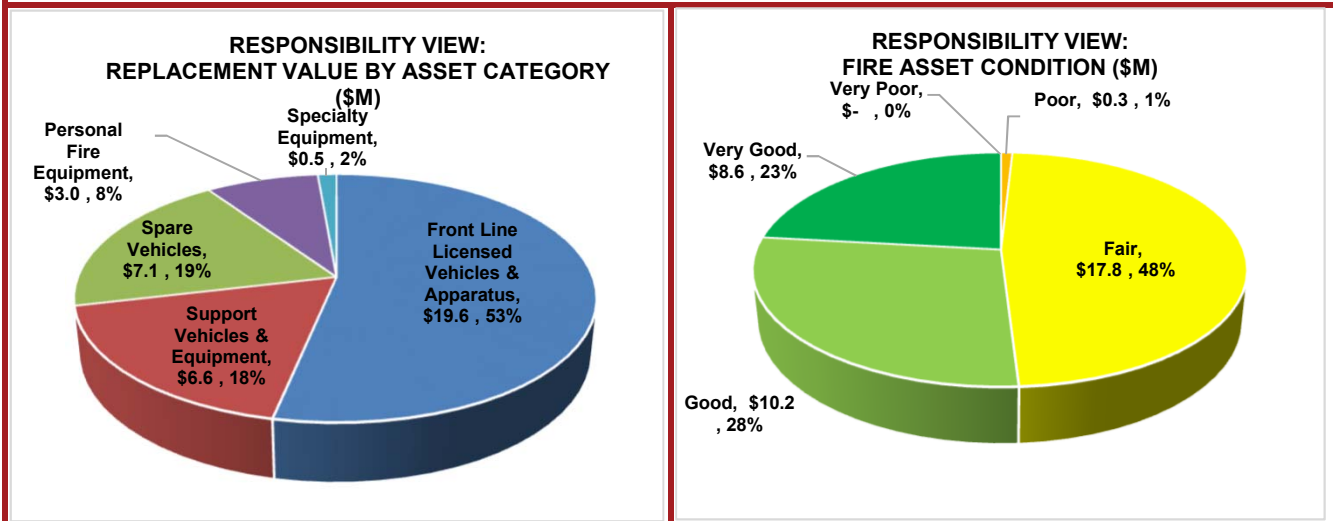 RESPONSIBILITY VIEW:
REPLACEMENT VALUE BY ASSET CATEGORY
($M)
Specialty
Equipment,
$0.5 , 2%
Personal
Fire
Equipment,
$3.0 , 8%
Spare
Vehicles,
$7.1 , 19%
Front Line
Licensed
Vehicles &
Apparatus,
$19.6 , 53%
Support
Vehicles &
Equipment,
$6.6 , 18%
RESPONSIBILITY VIEW:
FIRE ASSET CONDITION ($M)
Very Poor,
$- , 0%
Poor, $0.3 , 1%
Very Good,
$8.6 , 23%
Fair,
$17.8 , 48%
Good, $10.2
, 28%